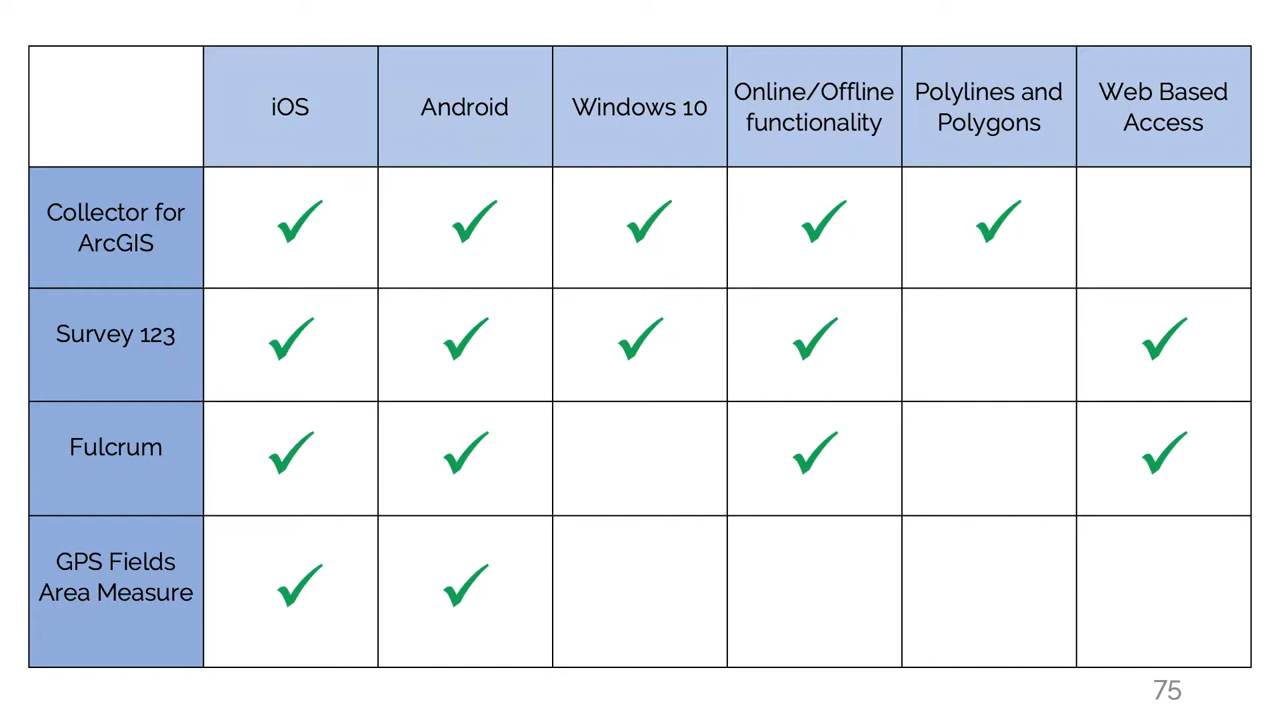 iOS
Android
Windows 10
Online/Offline
functionality
Polylines and
Polygons
Web Based
Access
Collector for
ArcGIS
Survey 123
Fulcrum
GPS Fields
Area Measure
75